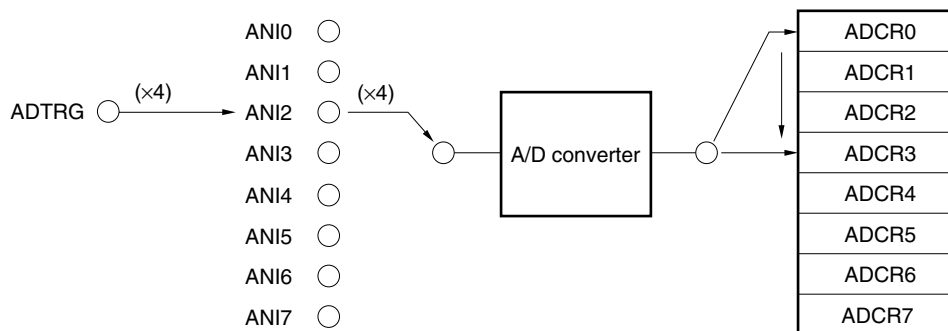 ANI0
ADCR0
ANI1
ADCR1
ADTRG
(×4)
ANI2
(×4)
ADCR2
ANI3
A/D converter
ADCR3
ANI4
ADCR4
ANI5
ADCR5
ANI6
ADCR6
ANI7
ADCR7